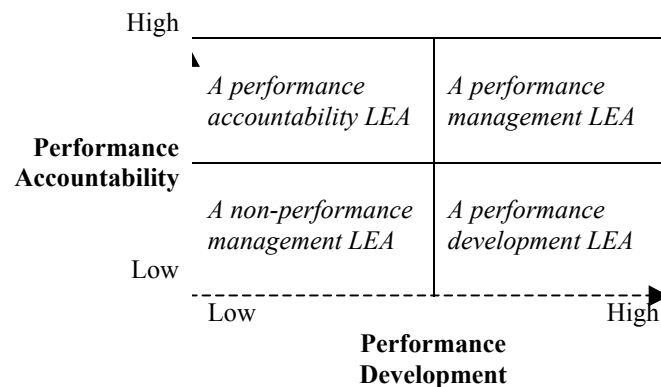 High
A performance
accountability LEA
A performance
management LEA
Performance
Accountability
A non-performance
management LEA
A performance
development LEA
Low
Low
High
Performance
Development